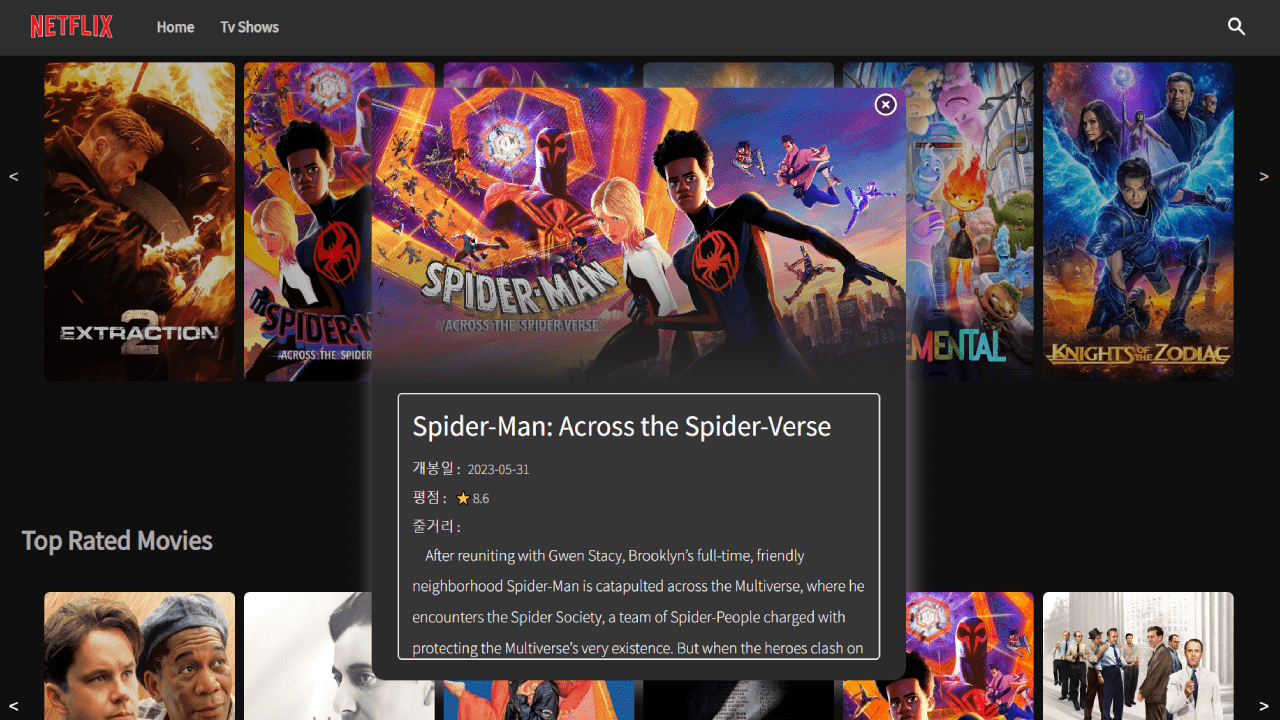 NETFLIX
Home
Tv Shows
<
>
EXTRACTION
2
SPIDER-M
ACROSS THE SPIDER
SPIDER-MAN
ACROSS THE SPIDER-VERSE
EMENTAL
KNIGHTS OF THE ZODIAC
Spider-Man: Across the Spider-Verse
개봉일 : 2023-05-31
평점 : ⭐ 8.6
줄거리 :
After reuniting with Gwen Stacy, Brooklyn’s full-time, friendly
neighborhood Spider-Man is catapulted across the Multiverse, where he
encounters the Spider Society, a team of Spider-People charged with
protecting the Multiverse’s very existence. But when the heroes clash on
Top Rated Movies
<
>